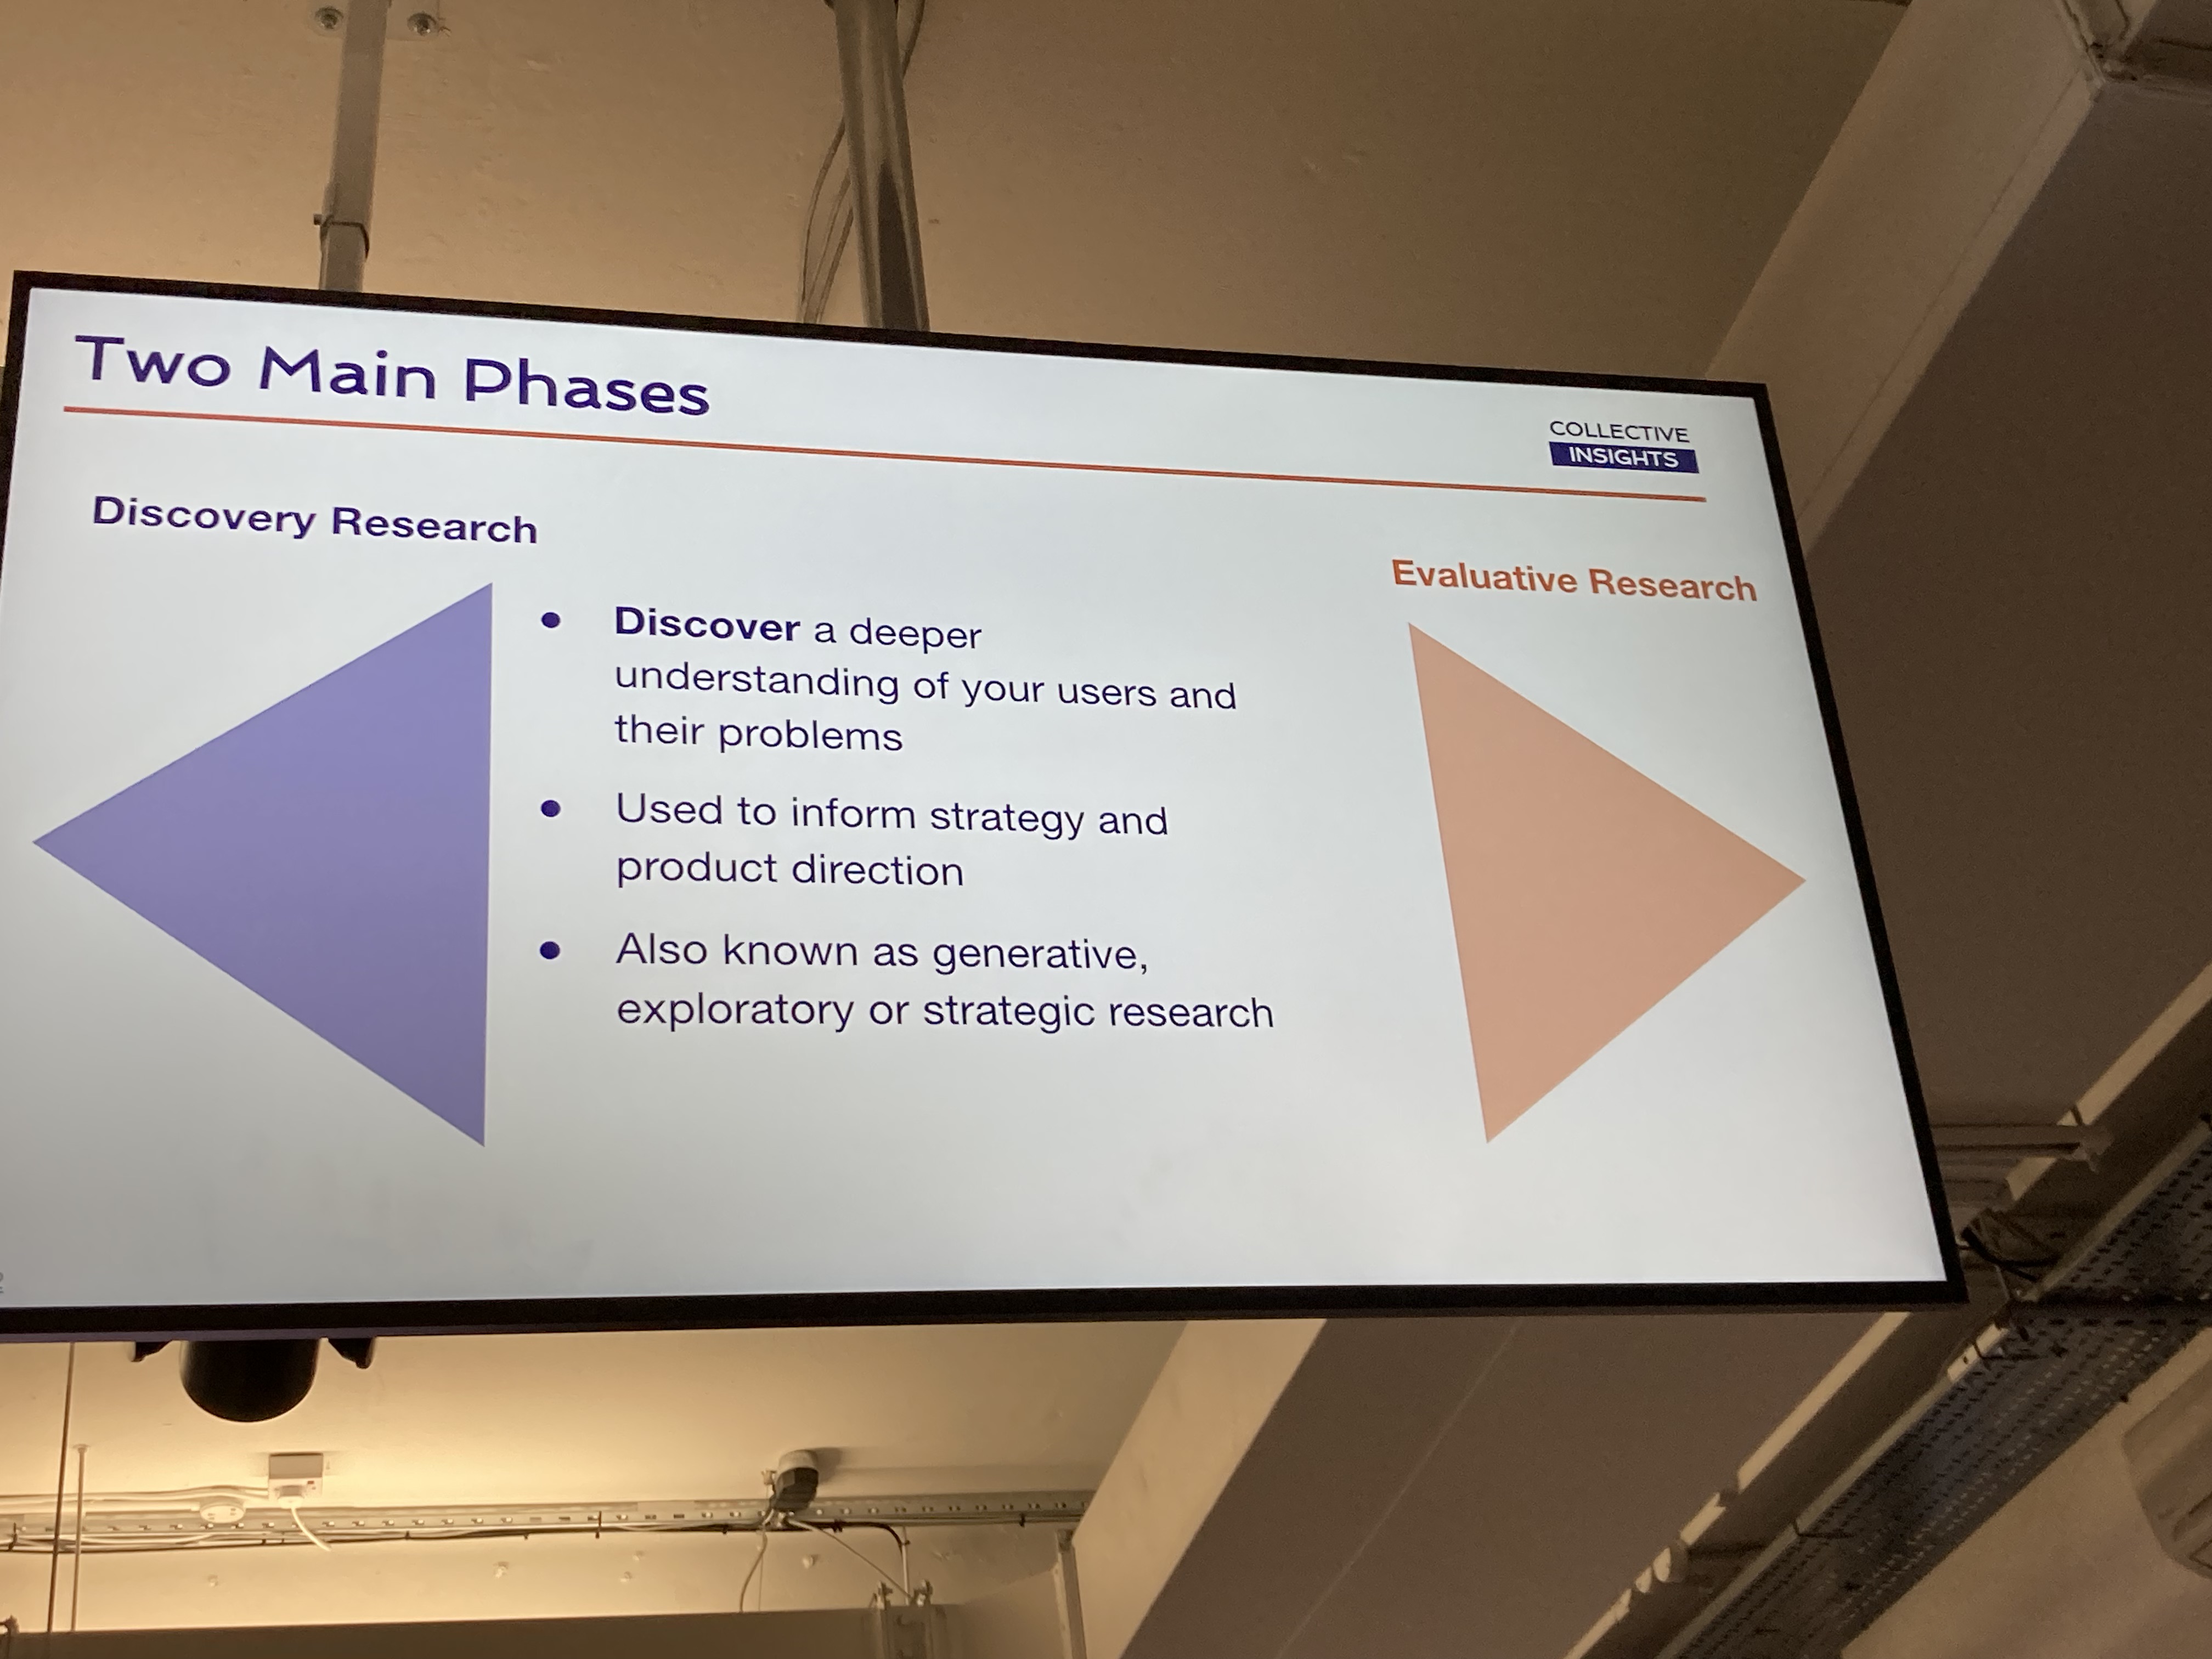 Two Main Phases
COLLECTIVE
INSIGHTS
Discovery Research
Evaluative Research
Discover a deeper
understanding of your users and
their problems
Used to inform strategy and
product direction
Also known as generative,
exploratory or strategic research